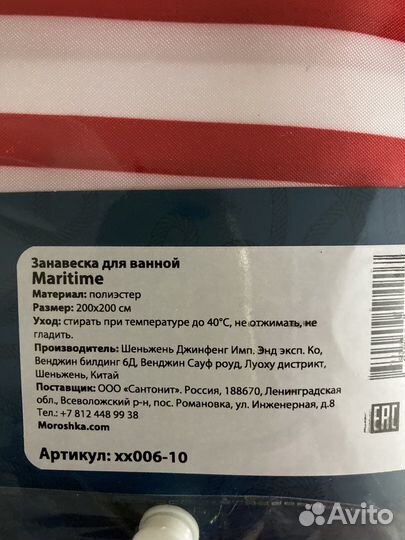 Занавеска для ванной
Maritime
Материал: полиэстер
Размер: 200х200 см
Уход: стирать при температуре до 40°С, не отжимать, не
гладить.
Производитель: Шеньжень Джинфенг Имп. Энд эксп. Ко,
Венджин билдинг 6Д, Венджин Сауф роуд, Луоху дистрикт,
Шеньжень, Китай
Поставщик: ООО «Сантонит». Россия, 188670, Ленинградская
обл., Всеволожский р-н, пос. Романовка, ул. Инженерная, д.8
Тел.: +7 812 448 99 38
Moroshka.com
Артикул: хх006-10
EAC
Avito